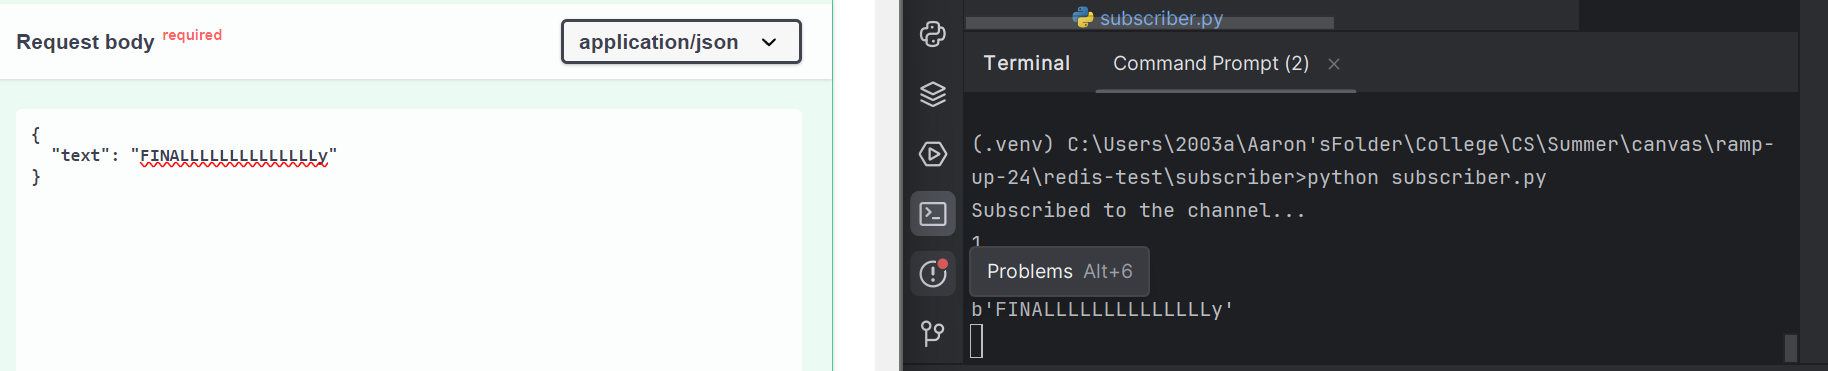 Request body required
application/json
{
"text": "FINALLLLLLLLLLLLLLy"
}
subscriber.py
Terminal Command Prompt (2)
(.venv) C:\Users\2003a\Aaron'sFolder\College\CS\Summer\canvas\ramp-
up-24\redis-test\subscriber>python subscriber.py
Subscribed to the channel...
1
Problems Alt+6
b'FINALLLLLLLLLLLLLLy'